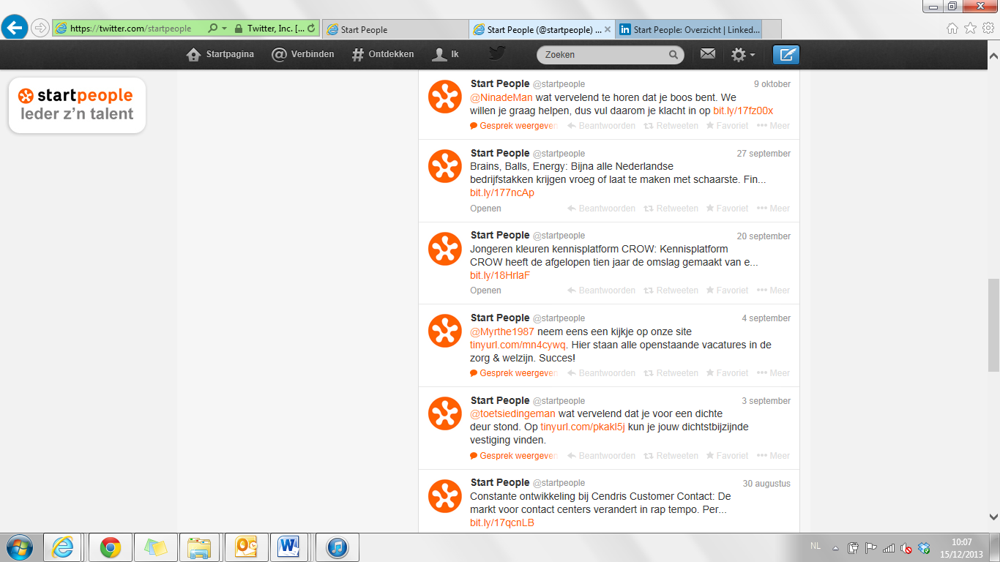 https://twitter.com/startpeople
Twitter, Inc. [...
Start People
Start People (@startpeople) ...
Start People: Overzicht | Linked...
Startpagina
@ Verbinden
# Ontdekken
Ik
Zoeken
startpeople
Ieder z'n talent
Start People @startpeople 9 oktober
@NinadeMan wat vervelend te horen dat je boos bent. We
willen je graag helpen, dus vul daarom je klacht in op bit.ly/17fz00x
Gesprek weergeven Beantwoorden Retweeten Favoriet ••• Meer
Start People @startpeople 27 september
Brains, Balls, Energy: Bijna alle Nederlandse
bedrijfstakken krijgen vroeg of laat te maken met schaarste. Fin...
bit.ly/177ncAp
Openen Beantwoorden Retweeten Favoriet ••• Meer
Start People @startpeople 20 september
Jongeren kleuren kennisplatform CROW: Kennisplatform
CROW heeft de afgelopen tien jaar de omslag gemaakt van e...
bit.ly/18HrIaF
Openen Beantwoorden Retweeten Favoriet ••• Meer
Start People @startpeople 4 september
@Myrthe1987 neem eens een kijkje op onze site
tinyurl.com/mn4cywq. Hier staan alle openstaande vacatures in de
zorg & welzijn. Succes!
Gesprek weergeven Beantwoorden Retweeten Favoriet ••• Meer
Start People @startpeople 3 september
@toetsiedingeman wat vervelend dat je voor een dichte
deur stond. Op tinyurl.com/pkakl5j kun je jouw dichtstbijzijnde
vestiging vinden.
Gesprek weergeven Beantwoorden Retweeten Favoriet ••• Meer
Start People @startpeople 30 augustus
Constante ontwikkeling bij Cendris Customer Contact: De
markt voor contact centers verandert in rap tempo. Per...
bit.ly/17qcnLB
NL
10:07
15/12/2013